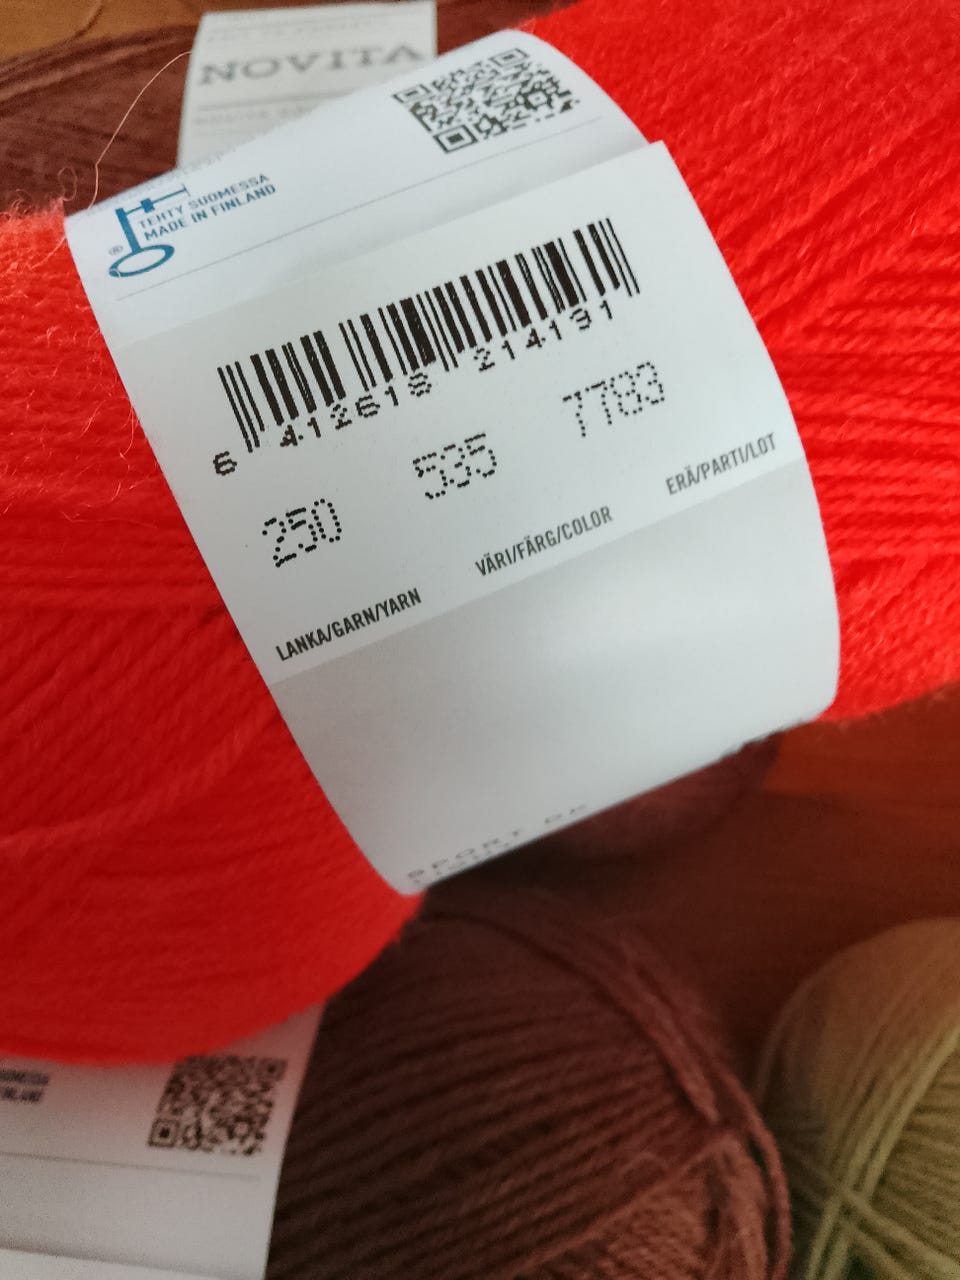 NOVITA
TEHTY SUOMESSA
MADE IN FINLAND
®
6 412618 214191
250 535 7783
LANKA/GARN/YARN VÄRI/FÄRG/COLOR ERÄ/PARTI/LOT
SPORT